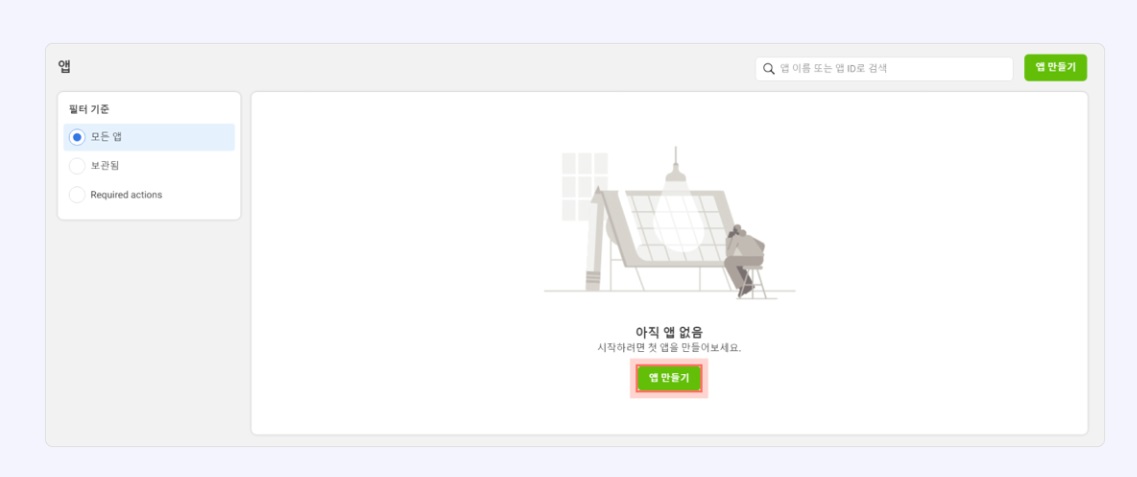 앱
앱 이름 또는 앱 ID로 검색
앱 만들기
필터 기준
모든 앱
보관됨
Required actions
아직 앱 없음
시작하려면 첫 앱을 만들어보세요.
앱 만들기